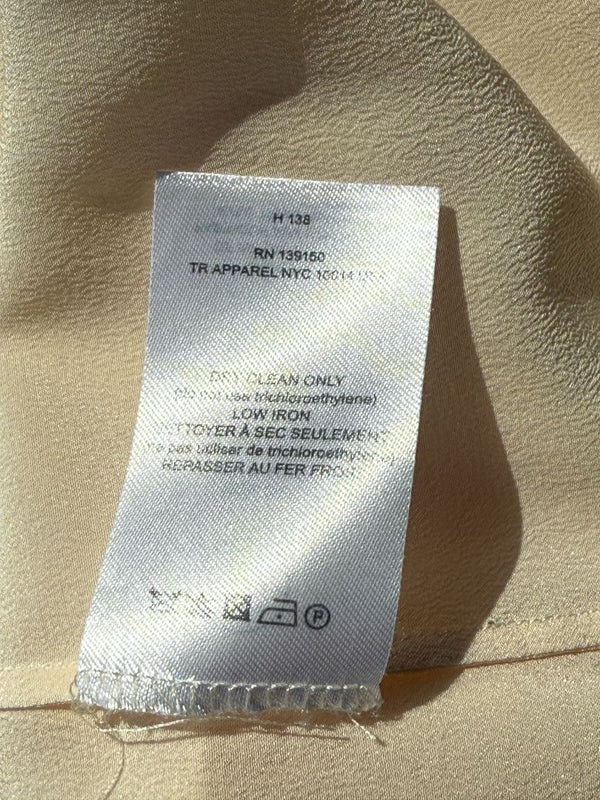 H 138
RN 139150
TR APPAREL NYC 10014 USA
DRY CLEAN ONLY
(do not use trichloroethylene)
LOW IRON
NETTOYER À SEC SEULEMENT
(ne pas utiliser de trichloroethylene)
REPASSER AU FER FROID
P